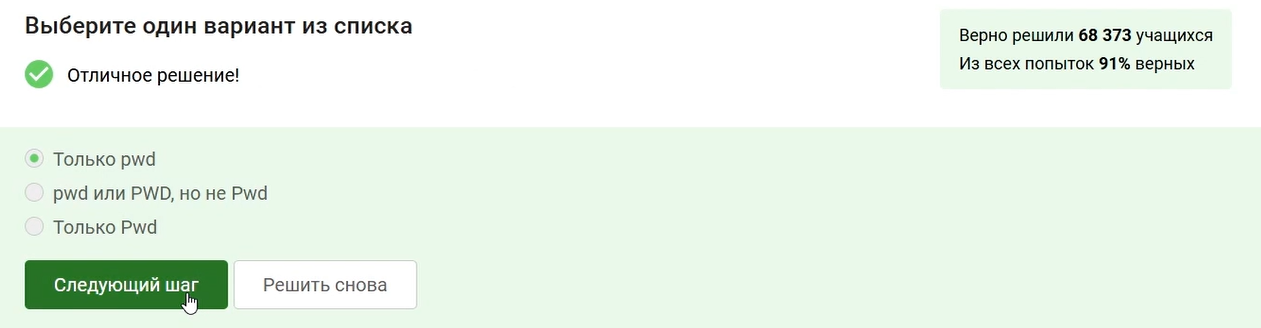 Выберите один вариант из списка
Верно решили 68 373 учащихся
Из всех попыток 91% верных
Отличное решение!
Только pwd
pwd или PWD, но не Pwd
Только Pwd
Следующий шаг
Решить снова